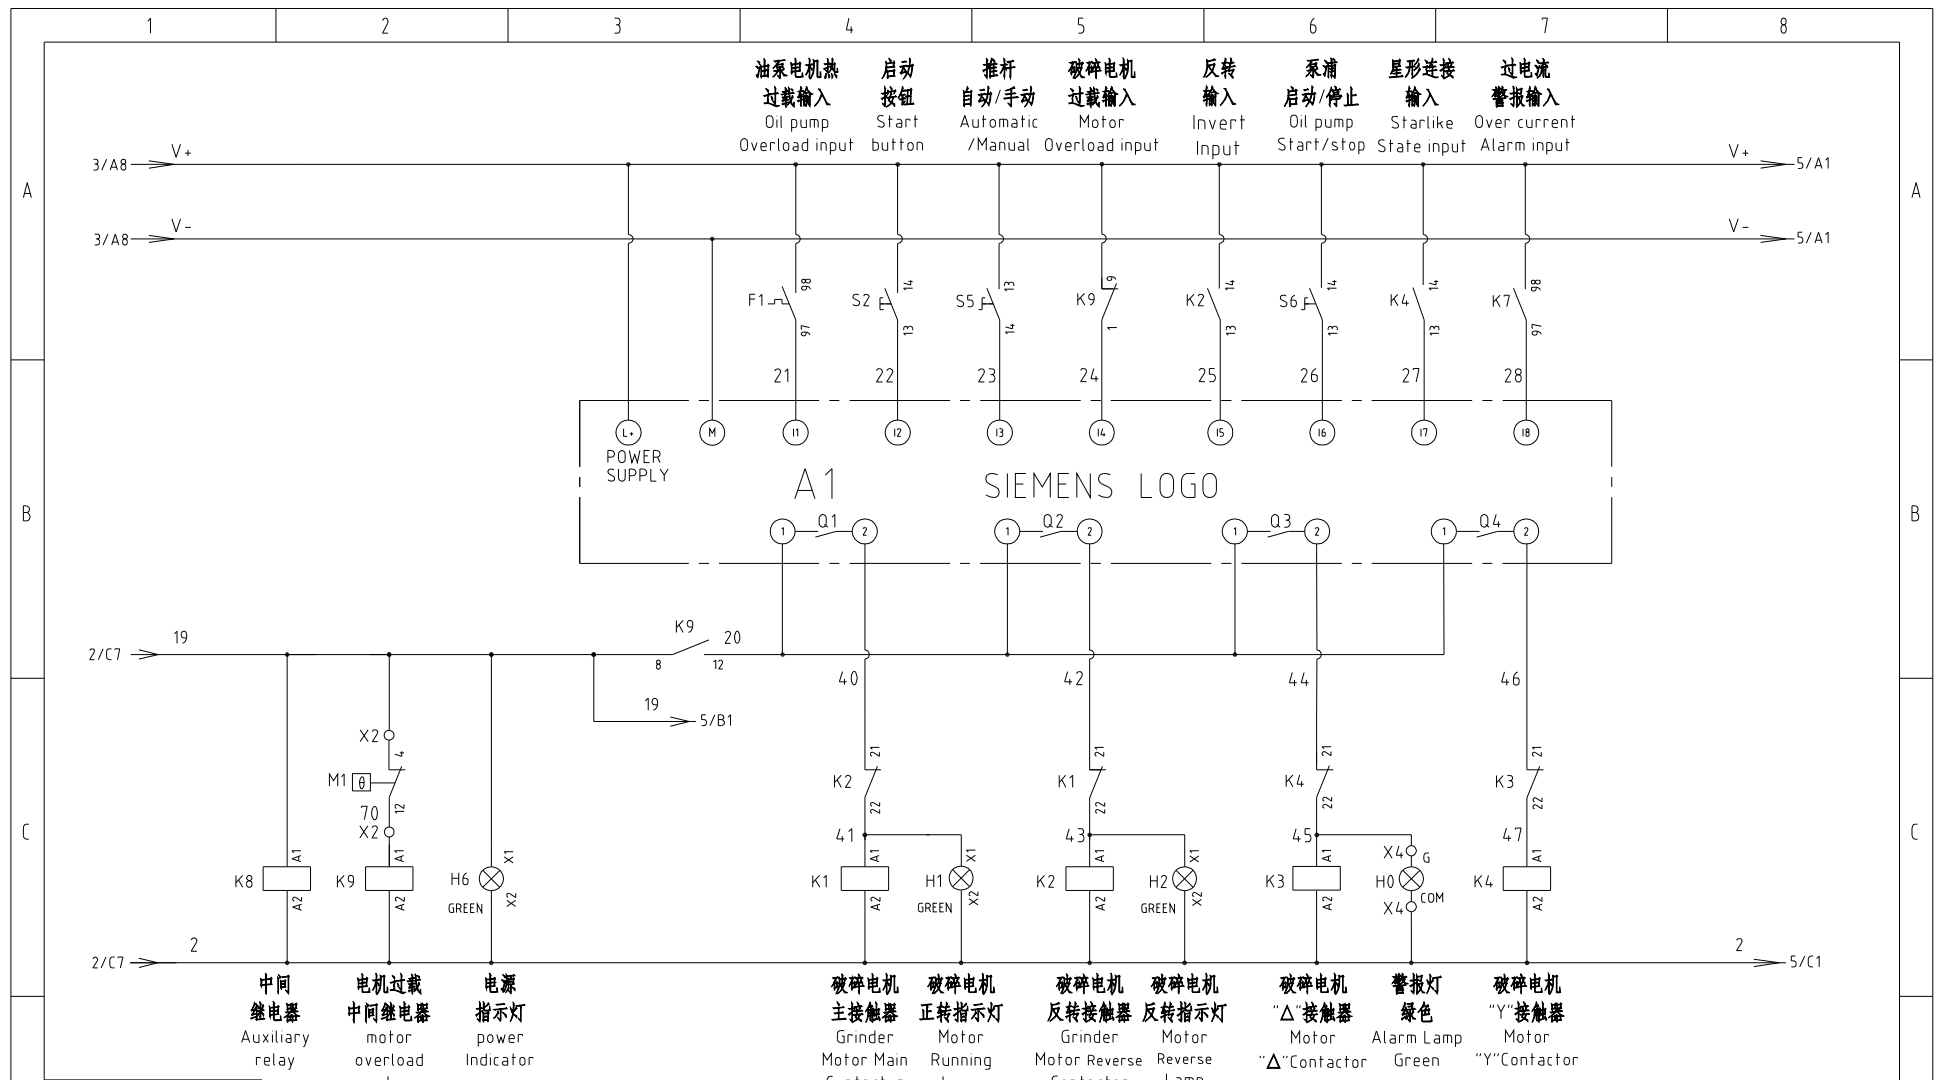 1 2 3 4 5 6 7 8
油泵电机热
过载输入
Oil pump
Overload input
启动
按钮
Start
button
推杆
自动/手动
Automatic
/Manual
破碎电机
过载输入
Motor
Overload input
反转
输入
Invert
Input
泵浦
启动/停止
Oil pump
Start/stop
星形连接
输入
Starlike
State input
过电流
警报输入
Over current
Alarm input
3/A8 V+ V+ 5/A1
A A
3/A8 V- V- 5/A1
F1 98 97
S2 14 13
S5 13 14
K9 9 1
K2 14 13
S6 14 13
K4 14 13
K7 98 97
21 22 23 24 25 26 27 28
L+ M I1 I2 I3 I4 I5 I6 I7 I8
POWER
SUPPLY
A1 SIEMENS LOGO
B B
1 Q1 2 1 Q2 2 1 Q3 2 1 Q4 2
2/C7 19 K9 20
8 12
40 42 44 46
19 5/B1
X2
4
M1 θ
12
70
X2
K2 21 22
K1 21 22
K4 21 22
K3 21 22
C C
41 43 45 47
K8 A1 A2
K9 A1 A2
H6 X1 X2
GREEN
K1 A1 A2
H1 X1 X2
GREEN
K2 A1 A2
H2 X1 X2
GREEN
K3 A1 A2
X4 G
H0
COM
X4
K4 A1 A2
2/C7 2 2 5/C1
中间
继电器
Auxiliary
relay
电机过载
中间继电器
motor
overload
电源
指示灯
power
Indicator
破碎电机
主接触器
Grinder
Motor Main
破碎电机
正转指示灯
Motor
Running
破碎电机
反转接触器
Grinder
Motor Reverse
Contactor
破碎电机
反转指示灯
Motor
Reverse
Lamp
破碎电机
"Δ"接触器
Motor
"Δ"Contactor
警报灯
绿色
Alarm Lamp
Green
破碎电机
"Y"接触器
Motor
"Y"Contactor